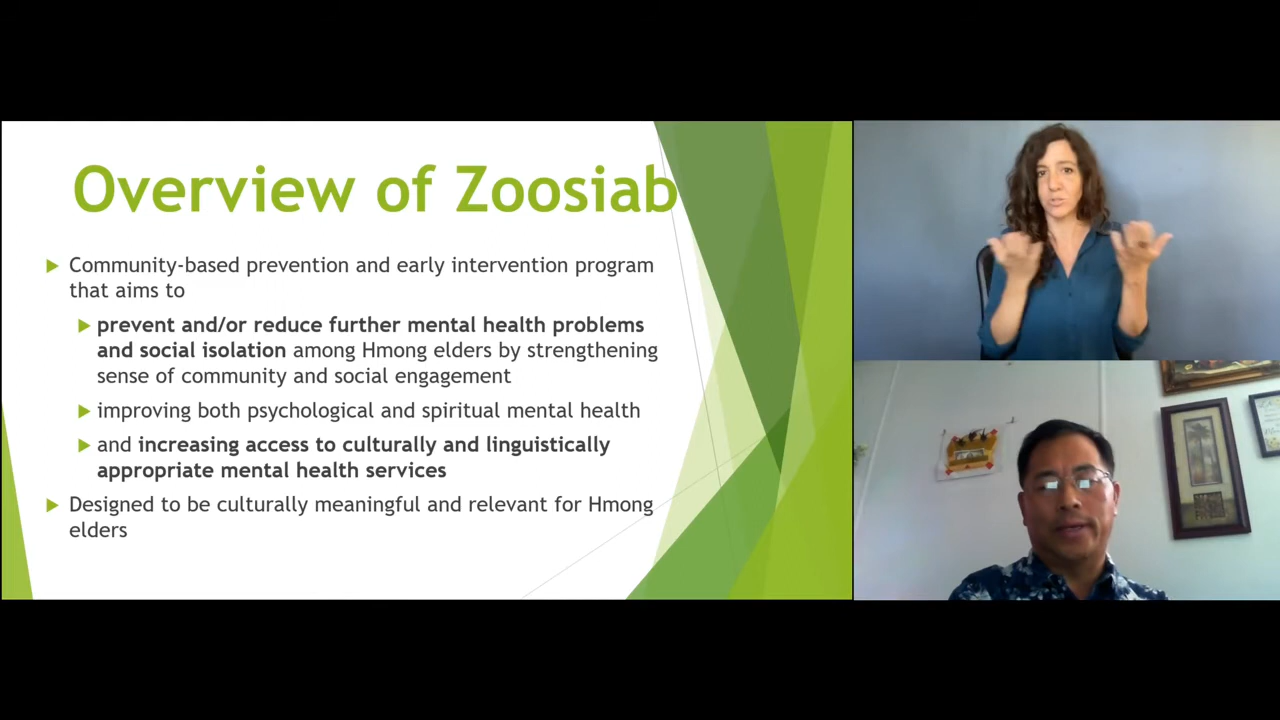 Overview of Zoosiab
Community-based prevention and early intervention program
that aims to
prevent and/or reduce further mental health problems
and social isolation among Hmong elders by strengthening
sense of community and social engagement
improving both psychological and spiritual mental health
and increasing access to culturally and linguistically
appropriate mental health services
Designed to be culturally meaningful and relevant for Hmong
elders